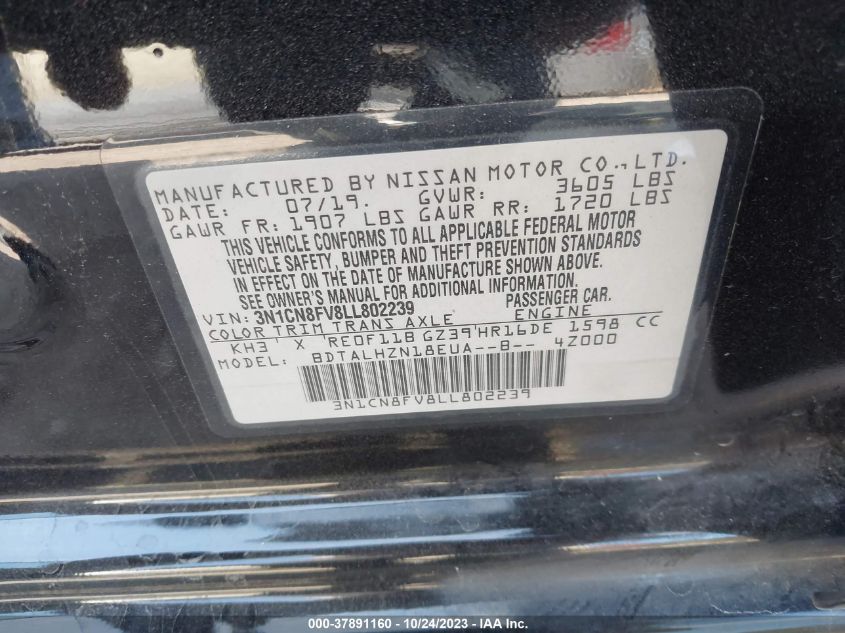 MANUFACTURED BY NISSAN MOTOR CO., LTD.
DATE: 07/19. GVWR: 3605 LBS
GAWR FR: 1907 LBS GAWR RR: 1720 LBS
THIS VEHICLE CONFORMS TO ALL APPLICABLE FEDERAL MOTOR
VEHICLE SAFETY, BUMPER AND THEFT PREVENTION STANDARDS
IN EFFECT ON THE DATE OF MANUFACTURE SHOWN ABOVE.
SEE OWNER'S MANUAL FOR ADDITIONAL INFORMATION.
VIN: 3N1CN8FV8LL802239 PASSENGER CAR.
COLOR TRIM TRANS AXLE ENGINE
KH3 X RE0F11B GZ39 HR16DE 1598 CC
MODEL: BDTALHZN18EUA--B-- 4Z000
3N1CN8FV8LL802239
000-37891160 - 10/24/2023 - IAA Inc.